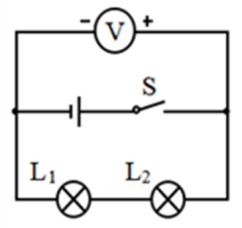 − V +
S
L₁ L₂